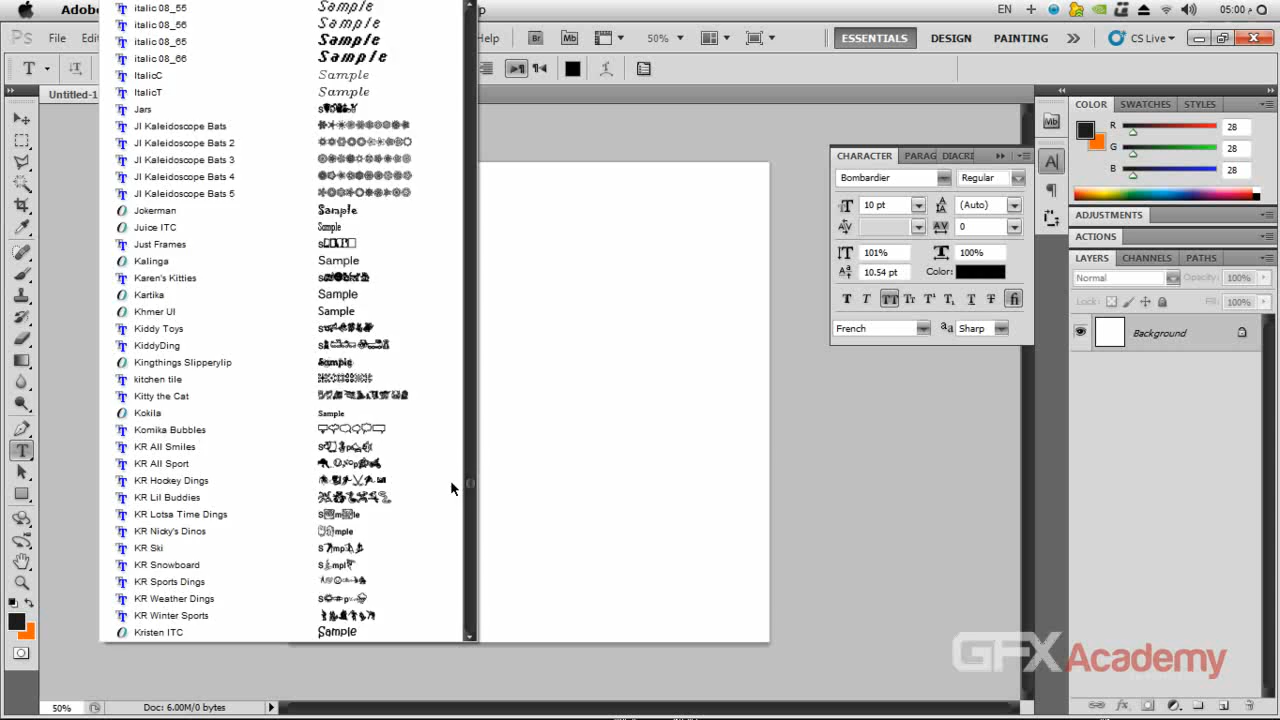 Adob
p
EN
05:00 م
Ps
File
Edi
Help
Br
Mb
50%
ESSENTIALS
DESIGN
PAINTING
CS Live
T
Untitled-1
italic 08_55 Sample
italic 08_56 Sample
italic 08_65 Sample
italic 08_66 Sample
ItalicC Sample
ItalicT Sample
Jars
JI Kaleidoscope Bats
JI Kaleidoscope Bats 2
JI Kaleidoscope Bats 3
JI Kaleidoscope Bats 4
JI Kaleidoscope Bats 5
Jokerman Sample
Juice ITC Sample
Just Frames
Kalinga Sample
Karen's Kitties
Kartika Sample
Khmer UI Sample
Kiddy Toys
KiddyDing
Kingthings Slipperylip Sample
kitchen tile
Kitty the Cat
Kokila Sample
Komika Bubbles
KR All Smiles
KR All Sport
KR Hockey Dings
KR Lil Buddies
KR Lotsa Time Dings
KR Nicky's Dinos
KR Ski
KR Snowboard
KR Sports Dings
KR Weather Dings
KR Winter Sports
Kristen ITC Sample
CHARACTER PARAG DIACRI
Bombardier Regular
10 pt (Auto)
0
101% 100%
10.54 pt Color:
French Sharp
COLOR SWATCHES STYLES
R 28
G 28
B 28
ADJUSTMENTS
ACTIONS
LAYERS CHANNELS PATHS
Normal Opacity: 100%
Lock: Fill: 100%
Background
GFXAcademy
50% Doc: 6.00M/0 bytes